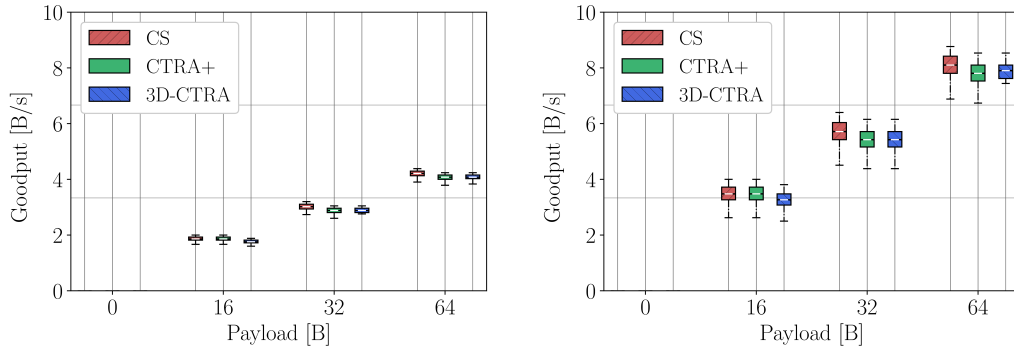 10
8
6
4
2
0
Goodput [B/s]
CS
CTRA+
3D-CTRA
0 16 32 64
Payload [B]
10
8
6
4
2
0
Goodput [B/s]
CS
CTRA+
3D-CTRA
0 16 32 64
Payload [B]